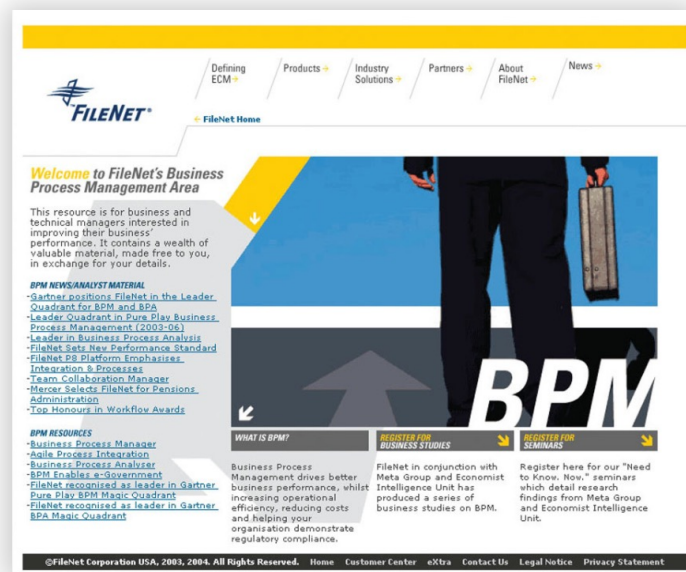 Defining
ECM
Products
Industry
Solutions
Partners
About
FileNet
News
FILENET®
FileNet Home
Welcome to FileNet's Business
Process Management Area
This resource is for business and
technical managers interested in
improving their business'
performance. It contains a wealth of
valuable material, made free to you,
in exchange for your details.
BPM NEWS/ANALYST MATERIAL
-Gartner positions FileNet in the Leader
Quadrant for BPM and BPA
-Leader Quadrant in Pure Play Business
Process Management (2003-06)
-Leader in Business Process Analysis
-FileNet Sets New Performance Standard
-FileNet P8 Platform Emphasises
Integration & Processes
-Team Collaboration Manager
-Mercer Selects FileNet for Pensions
Administration
-Top Honours in Workflow Awards
BPM RESOURCES
-Business Process Manager
-Agile Process Integration
-Business Process Analyser
-BPM Enables e-Government
-FileNet recognised as leader in Gartner
Pure Play BPM Magic Quadrant
-FileNet recognised as leader in Gartner
BPA Magic Quadrant
BPM
WHAT IS BPM?
Business Process
Management drives better
business performance, whilst
increasing operational
efficiency, reducing costs
and helping your
organisation demonstrate
regulatory compliance.
REGISTER FOR
BUSINESS STUDIES
FileNet in conjunction with
Meta Group and Economist
Intelligence Unit has
produced a series of
business studies on BPM.
REGISTER FOR
SEMINARS
Register here for our "Need
to Know. Now." seminars
which detail research
findings from Meta Group
and Economist Intelligence
Unit.
©FileNet Corporation USA, 2003, 2004. All Rights Reserved. Home Customer Center eXtra Contact Us Legal Notice Privacy Statement